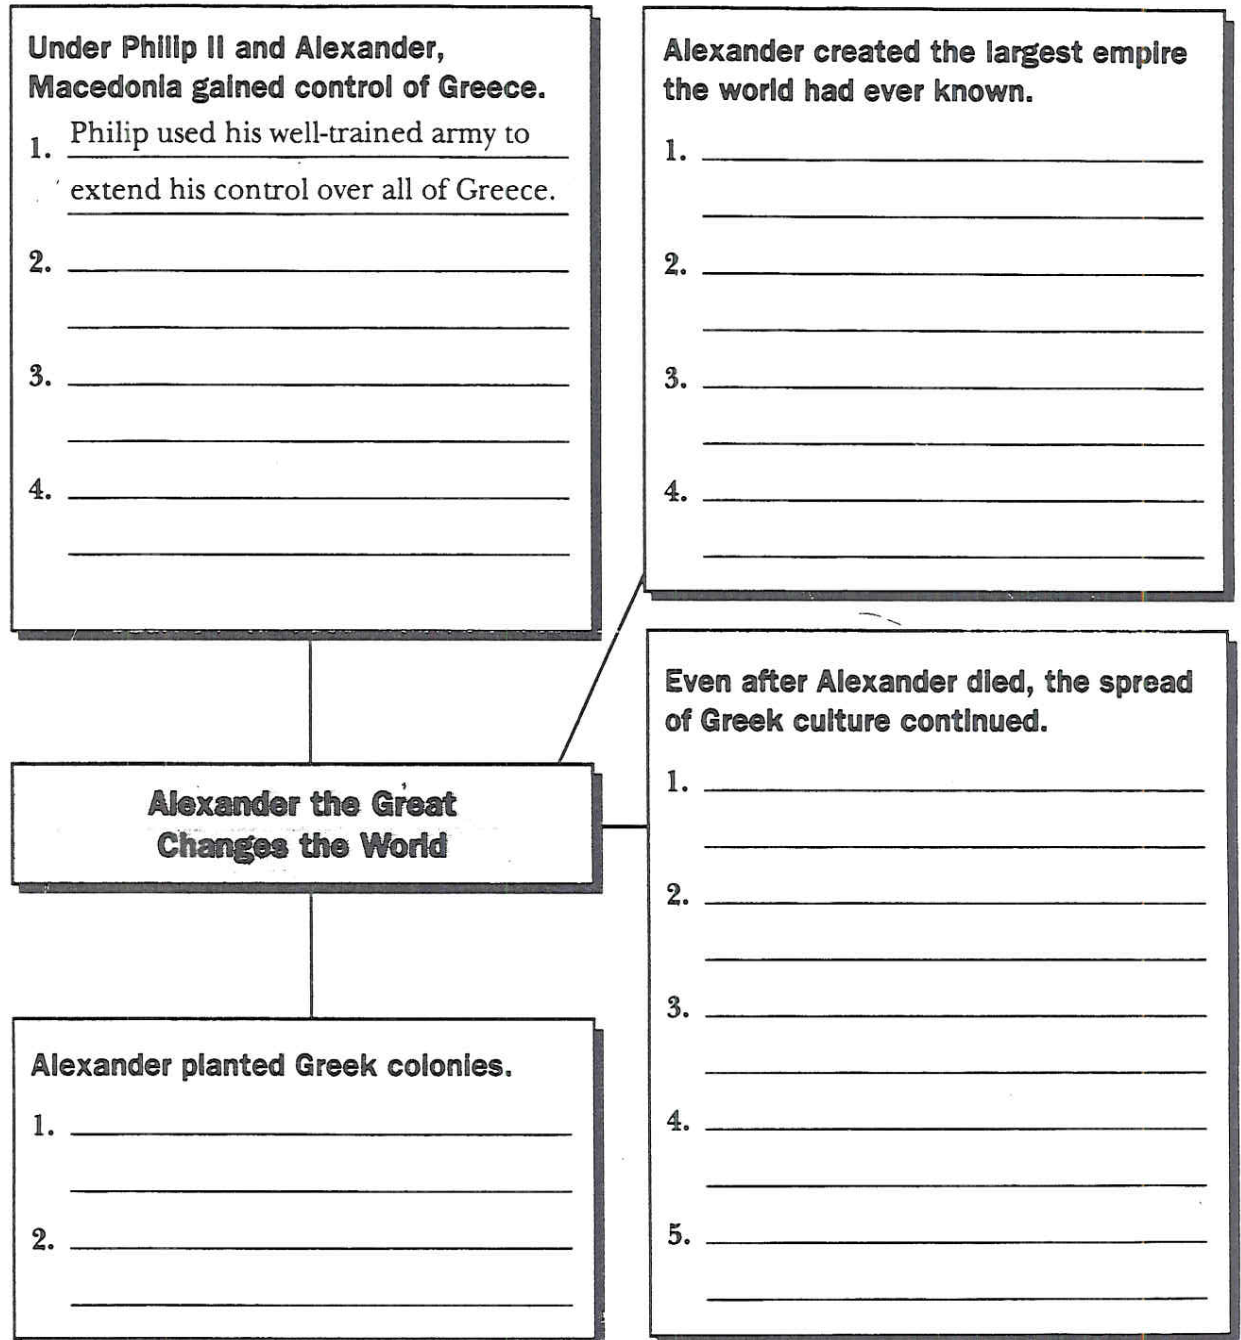 Under Philip II and Alexander,
Macedonia gained control of Greece.
1. Philip used his well-trained army to
extend his control over all of Greece.
2.
3.
4.
Alexander created the largest empire
the world had ever known.
1.
2.
3.
4.
Alexander the Great
Changes the World
Even after Alexander died, the spread
of Greek culture continued.
1.
2.
3.
4.
5.
Alexander planted Greek colonies.
1.
2.